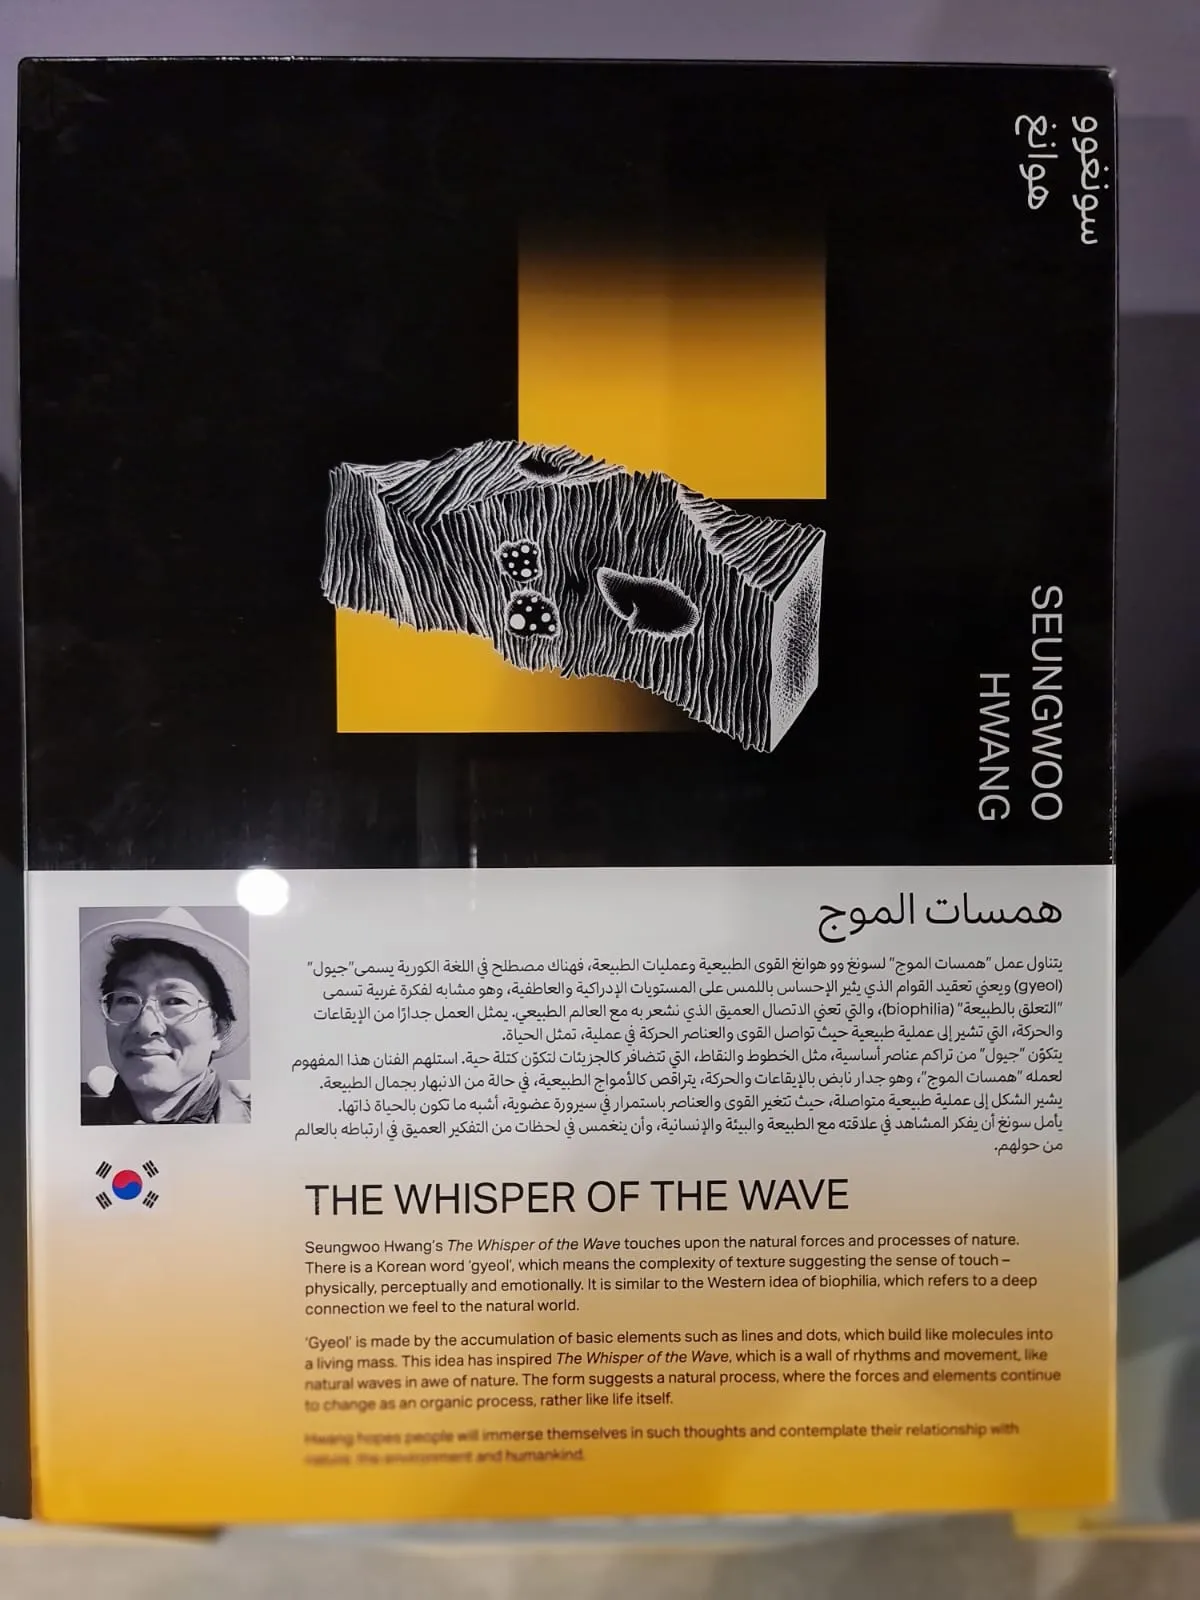 سونغوو
هوانغ
SEUNGWOO
HWANG
همسات الموج
يتناول عمل "همسات الموج" لسونغ وو هوانغ القوى الطبيعية وعمليات الطبيعة، فهناك مصطلح في اللغة الكورية يسمى"جيول"
(gyeol) ويعني تعقيد القوام الذي يثير الإحساس باللمس على المستويات الإدراكية والعاطفية، وهو مشابه لفكرة غربية تسمى
"التعلق بالطبيعة" (biophilia)، والتي تعني الاتصال العميق الذي نشعر به مع العالم الطبيعي. يمثل العمل جدارًا من الإيقاعات
والحركة، التي تشير إلى عملية طبيعية حيث تواصل القوى والعناصر الحركة في عملية، تمثل الحياة.
يتكوّن "جيول" من تراكم عناصر أساسية، مثل الخطوط والنقاط، التي تتضافر كالجزيئات لتكوّن كتلة حية. استلهم الفنان هذا المفهوم
لعمله "همسات الموج"، وهو جدار نابض بالإيقاعات والحركة، يتراقص كالأمواج الطبيعية، في حالة من الانبهار بجمال الطبيعة.
يشير الشكل إلى عملية طبيعية متواصلة، حيث تتغير القوى والعناصر باستمرار في سيرورة عضوية، أشبه ما تكون بالحياة ذاتها.
يأمل سونغ أن يفكر المشاهد في علاقته مع الطبيعة والبيئة والإنسانية، وأن ينغمس في لحظات من التفكير العميق في ارتباطه بالعالم
من حولهم.
THE WHISPER OF THE WAVE
Seungwoo Hwang's The Whisper of the Wave touches upon the natural forces and processes of nature.
There is a Korean word 'gyeol', which means the complexity of texture suggesting the sense of touch –
physically, perceptually and emotionally. It is similar to the Western idea of biophilia, which refers to a deep
connection we feel to the natural world.
'Gyeol' is made by the accumulation of basic elements such as lines and dots, which build like molecules into
a living mass. This idea has inspired The Whisper of the Wave, which is a wall of rhythms and movement, like
natural waves in awe of nature. The form suggests a natural process, where the forces and elements continue
to change as an organic process, rather like life itself.
Hwang hopes people will immerse themselves in such thoughts and contemplate their relationship with
nature, the environment and humankind.